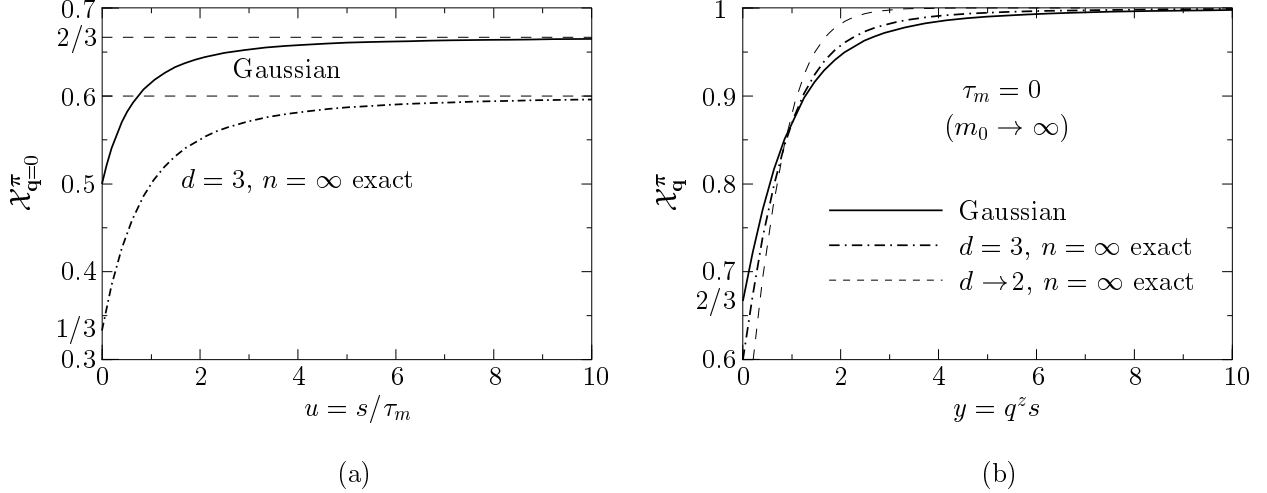 0.7
2/3
0.6
0.5
0.4
1/3
0.3
𝒳^π_{q=0}
Gaussian
d = 3, n = ∞ exact
0 2 4 6 8 10
u = s/τ_m
(a)
1
0.9
0.8
0.7
2/3
0.6
𝒳^π_q
τ_m = 0
(m_0 → ∞)
Gaussian
d = 3, n = ∞ exact
d → 2, n = ∞ exact
0 2 4 6 8 10
y = q^z s
(b)